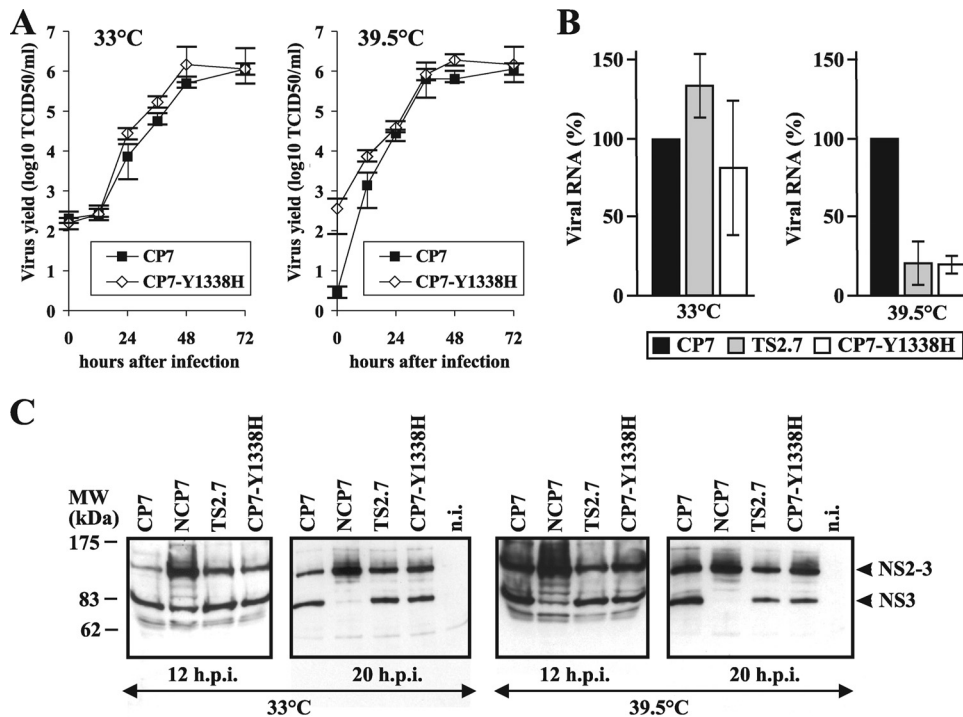 A
33°C
Virus yield (log10 TCID50/ml)
7
6
5
4
3
2
1
0
CP7
CP7-Y1338H
0 24 48 72
hours after infection
39.5°C
Virus yield (log10 TCID50/ml)
7
6
5
4
3
2
1
0
CP7
CP7-Y1338H
0 24 48 72
hours after infection
B
Viral RNA (%)
150
100
50
0
33°C
Viral RNA (%)
150
100
50
0
39.5°C
CP7 TS2.7 CP7-Y1338H
C
MW
(kDa)
175
83
62
CP7 NCP7 TS2.7 CP7-Y1338H
CP7 NCP7 TS2.7 CP7-Y1338H n.i.
CP7 NCP7 TS2.7 CP7-Y1338H
CP7 NCP7 TS2.7 CP7-Y1338H n.i.
NS2-3
NS3
12 h.p.i. 20 h.p.i. 12 h.p.i. 20 h.p.i.
33°C 39.5°C